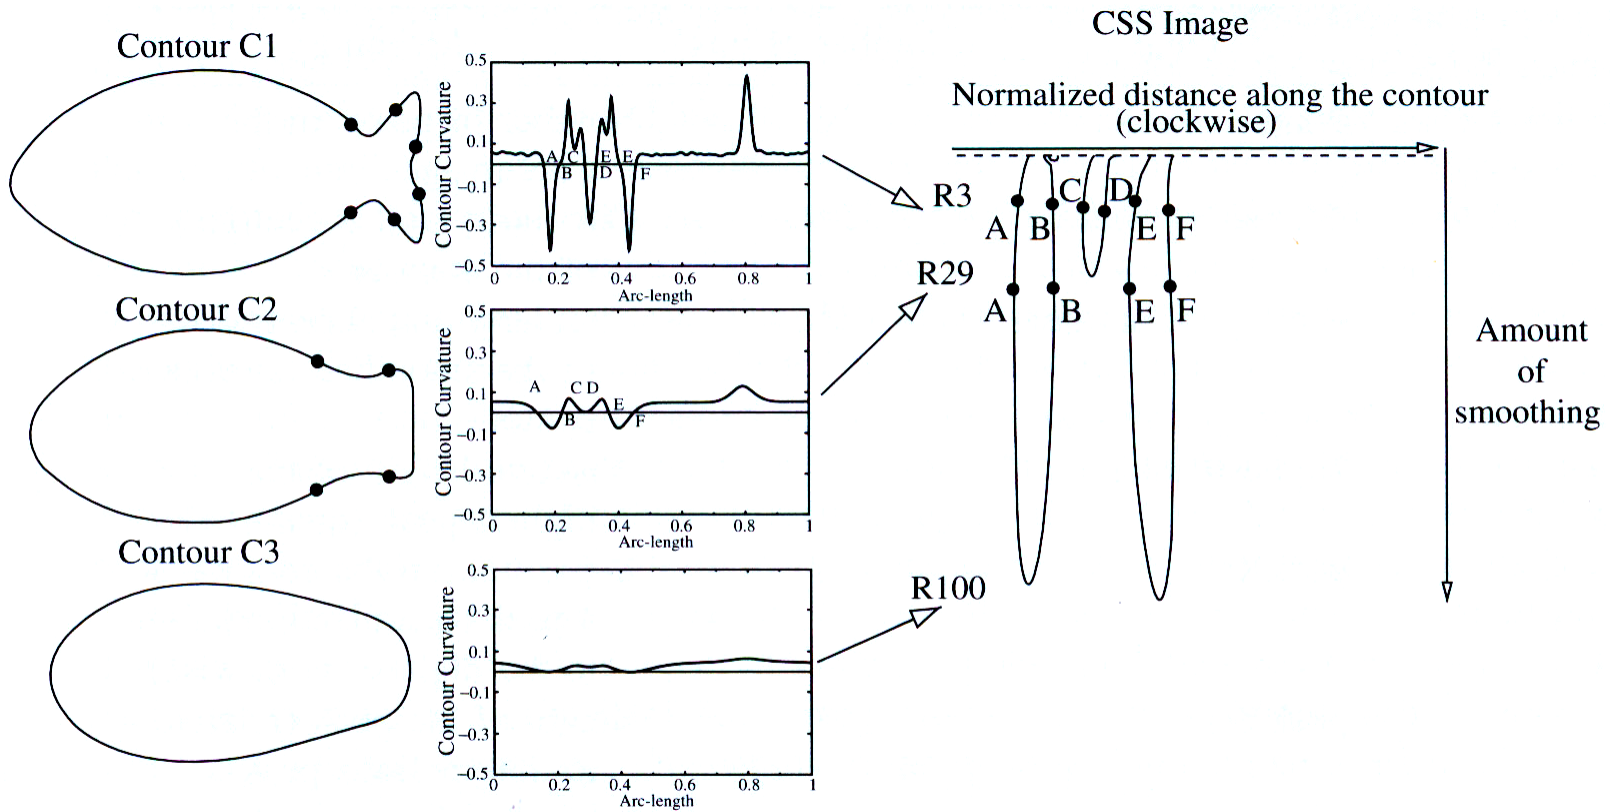 Contour C1
Contour Curvature
0.5
0.3
0.1
−0.1
−0.3
−0.5
A C E E
B D F
0 0.2 0.4 0.6 0.8 1
Arc-length
Contour C2
Contour Curvature
0.5
0.3
0.1
−0.1
−0.3
−0.5
A C D
E
B F
0 0.2 0.4 0.6 0.8 1
Arc-length
Contour C3
Contour Curvature
0.5
0.3
0.1
−0.1
−0.3
−0.5
0 0.2 0.4 0.6 0.8 1
Arc-length
CSS Image
Normalized distance along the contour
(clockwise)
R3
C D
A B E F
R29
A B E F
R100
Amount
of
smoothing